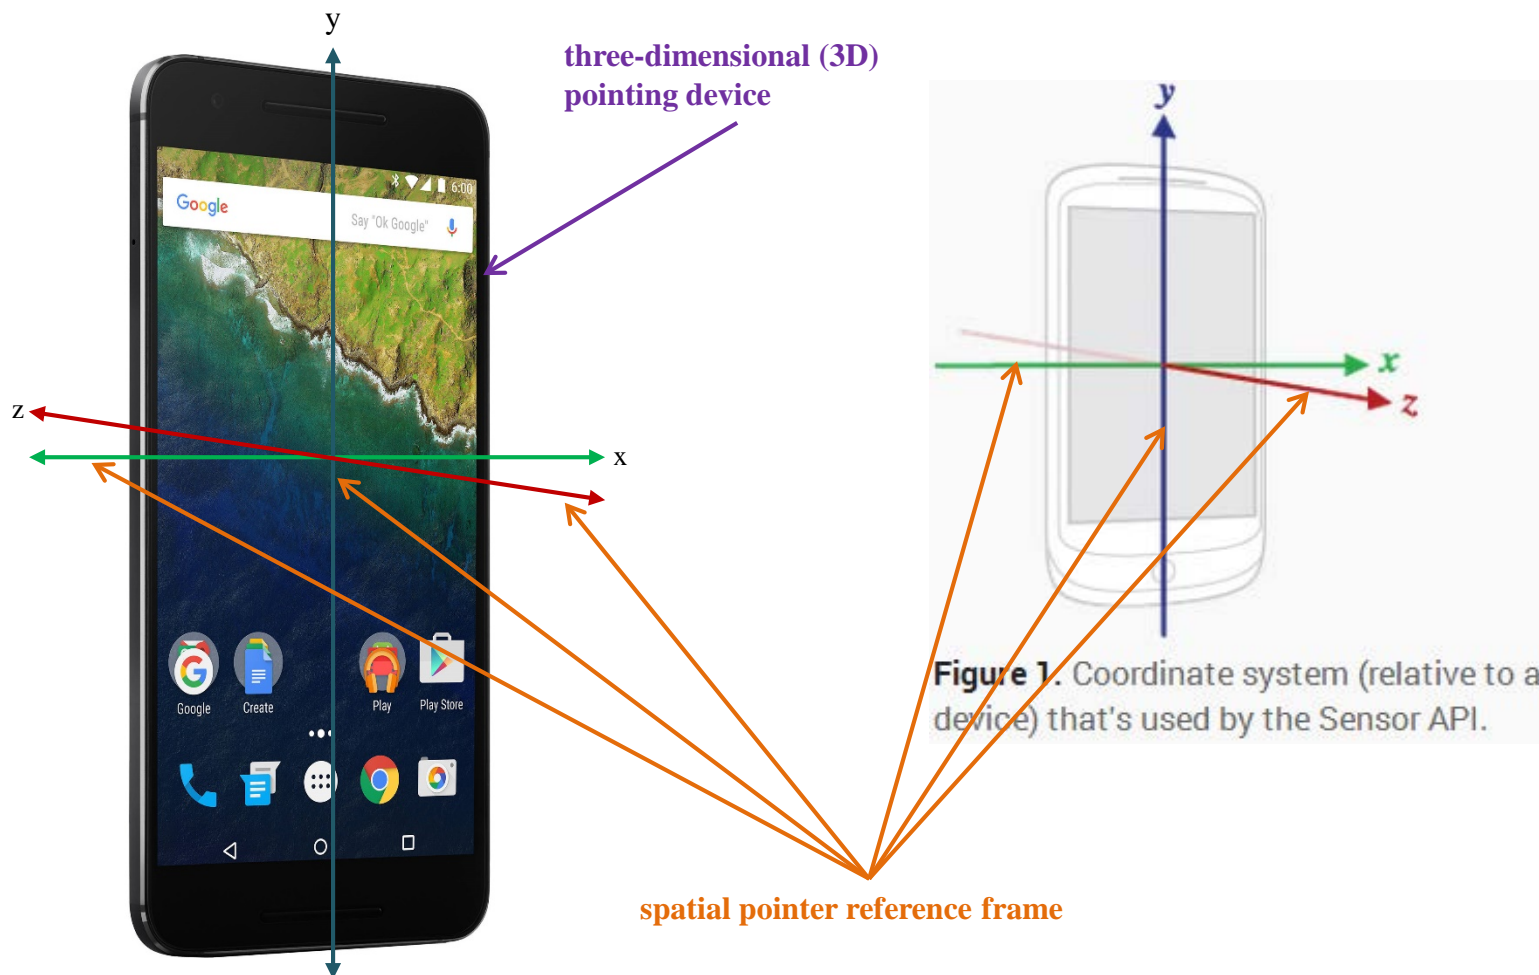 y
three-dimensional (3D)
pointing device
6:00
Google
Say "Ok Google"
z
x
Google
Create
Play
Play Store
y
x
z
Figure 1. Coordinate system (relative to a
device) that's used by the Sensor API.
spatial pointer reference frame